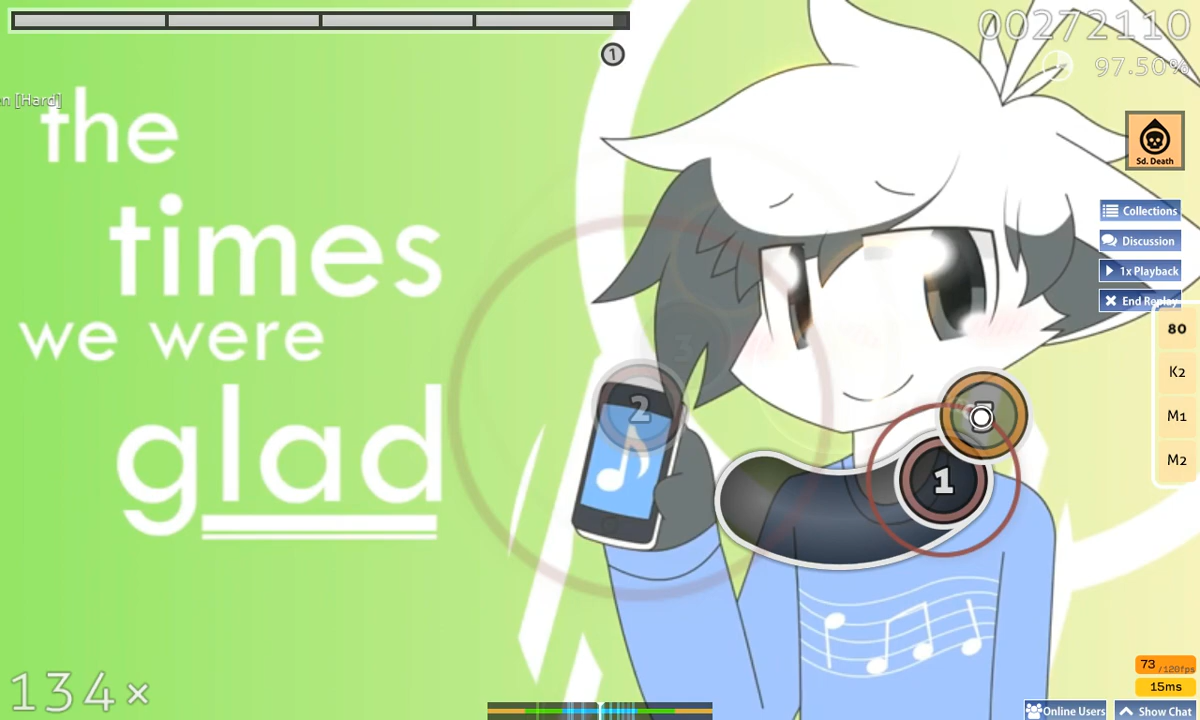 1
00272110
97.50%
n [Hard]
the
times
we were
glad
Sd. Death
Collections
Discussion
1x Playback
End Replay
80
K2
M1
M2
3
2
1
134×
73 /120fps
15ms
Online Users
Show Chat